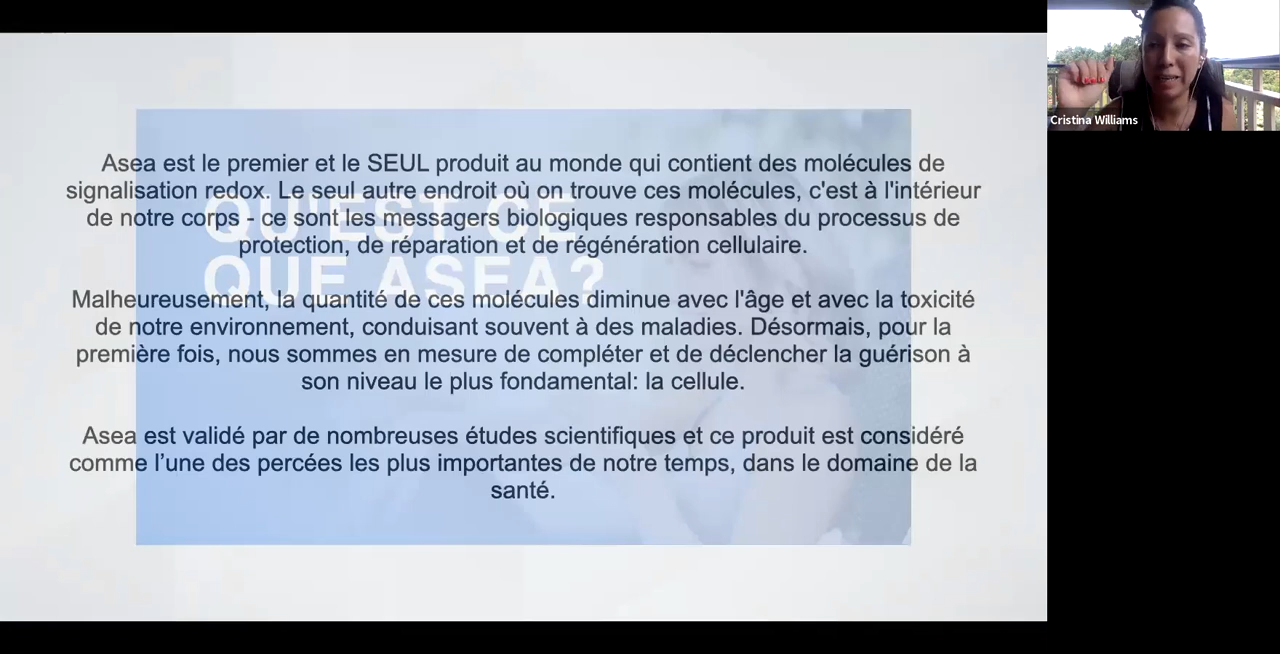 Asea est le premier et le SEUL produit au monde qui contient des molécules de
signalisation redox. Le seul autre endroit où on trouve ces molécules, c'est à l'intérieur
de notre corps - ce sont les messagers biologiques responsables du processus de
protection, de réparation et de régénération cellulaire.
Malheureusement, la quantité de ces molécules diminue avec l'âge et avec la toxicité
de notre environnement, conduisant souvent à des maladies. Désormais, pour la
première fois, nous sommes en mesure de compléter et de déclencher la guérison à
son niveau le plus fondamental: la cellule.
Asea est validé par de nombreuses études scientifiques et ce produit est considéré
comme l’une des percées les plus importantes de notre temps, dans le domaine de la
santé.
QU'EST-CE
QUE ASEA?
Cristina Williams